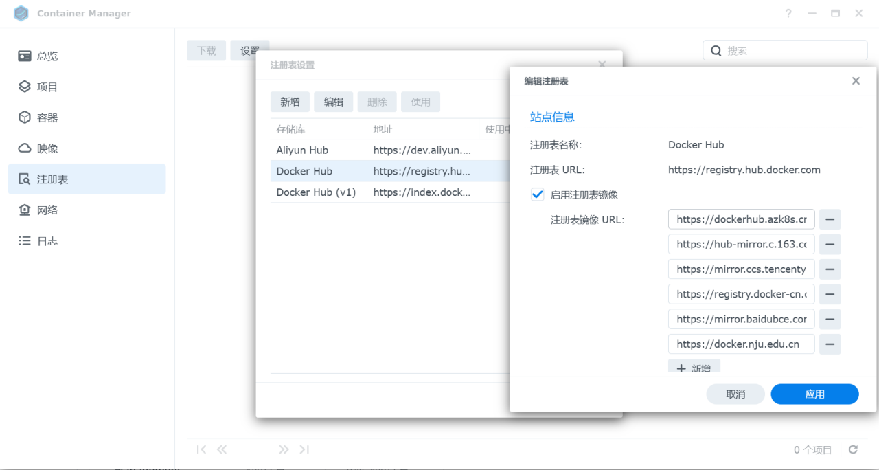 Container Manager
总览
项目
容器
映像
注册表
网络
日志
下载
设置
搜索
注册表设置
新增
编辑
删除
使用
存储库
地址
使用中
Aliyun Hub
https://dev.aliyun....
Docker Hub
https://registry.hu...
Docker Hub (v1)
https://index.dock...
编辑注册表
站点信息
注册表名称:
Docker Hub
注册表 URL:
https://registry.hub.docker.com
启用注册表镜像
注册表镜像 URL:
https://dockerhub.azk8s.cn
https://hub-mirror.c.163.co
https://mirror.ccs.tencenty
https://registry.docker-cn.c
https://mirror.baidubce.com
https://docker.nju.edu.cn
新增
取消
应用
0 个项目